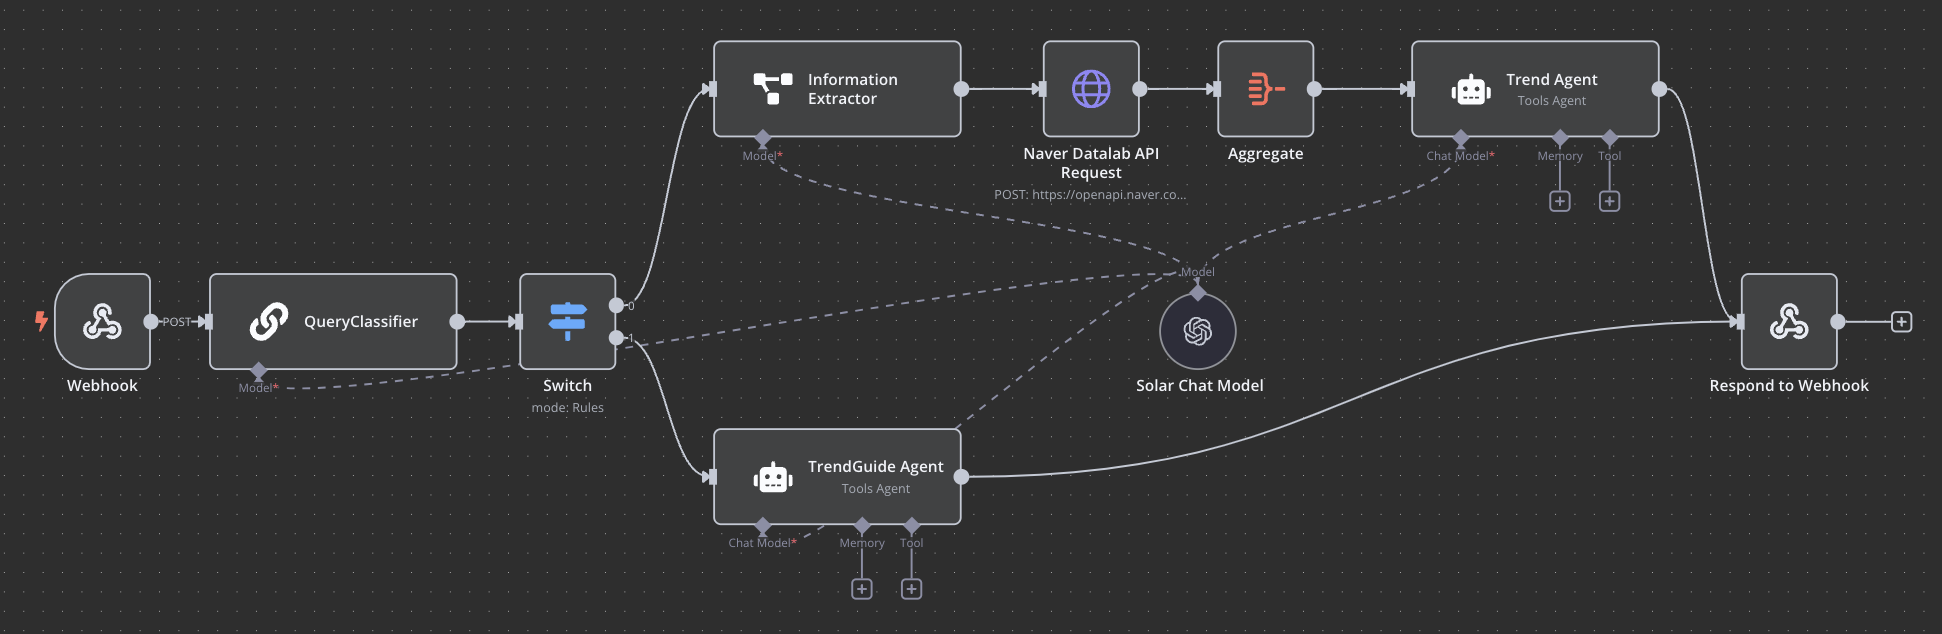 Information
Extractor
Model*
Naver Datalab API
Request
POST: https://openapi.naver.co...
Aggregate
Trend Agent
Tools Agent
Chat Model*
Memory
Tool
Webhook
POST
QueryClassifier
Model*
Switch
mode: Rules
0
1
Model
Solar Chat Model
Respond to Webhook
TrendGuide Agent
Tools Agent
Chat Model*
Memory
Tool